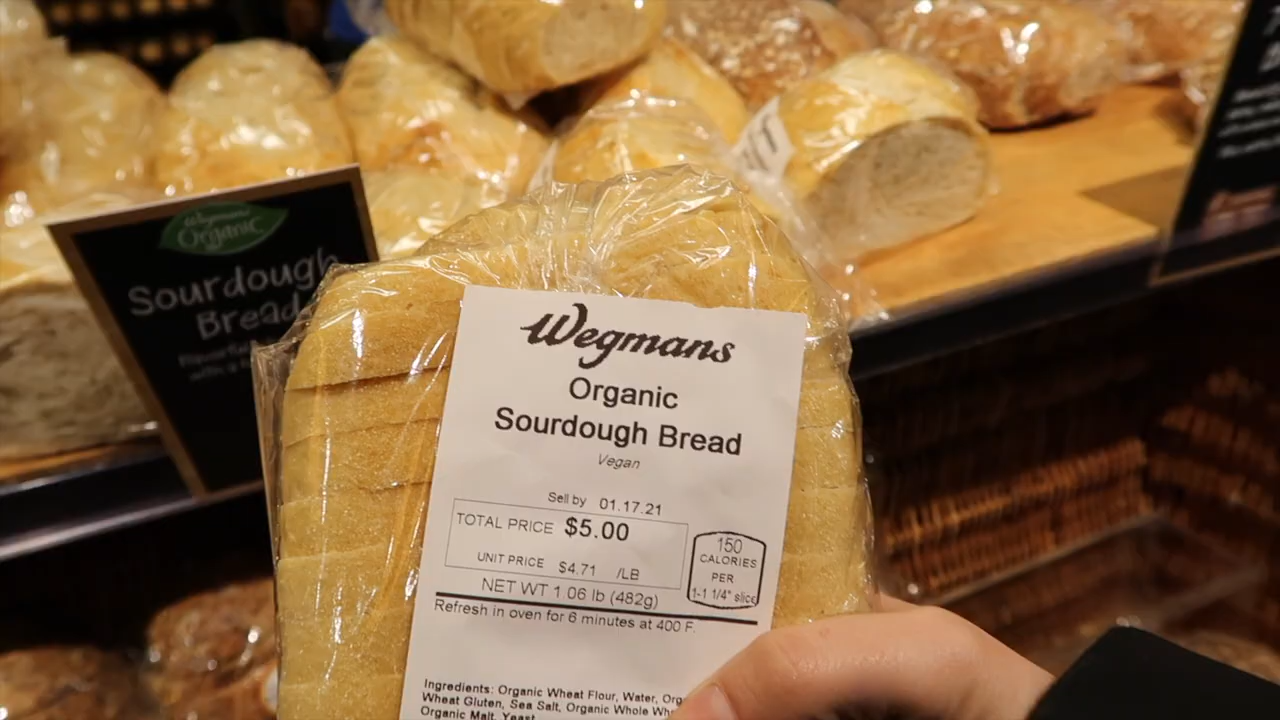 Wegmans
Organic
Sourdough
Bread
Wegmans
Organic
Sourdough Bread
Vegan
Sell by 01.17.21
TOTAL PRICE $5.00
UNIT PRICE $4.71 /LB
150
CALORIES
PER
1-1 1/4" slice
NET WT 1.06 lb (482g)
Refresh in oven for 6 minutes at 400 F.
Ingredients: Organic Wheat Flour, Water,
Wheat Gluten, Sea Salt, Organic Whole
Organic Malt, Yeast